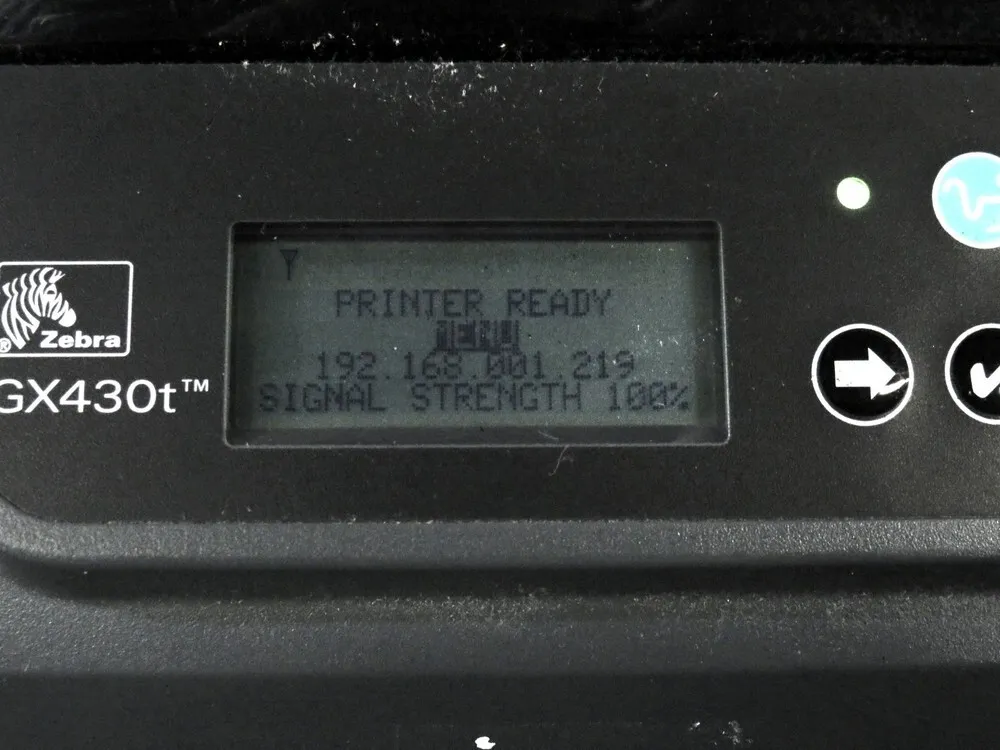 PRINTER READY
MENU
192.168.001.219
SIGNAL STRENGTH 100%
® Zebra
GX430t™